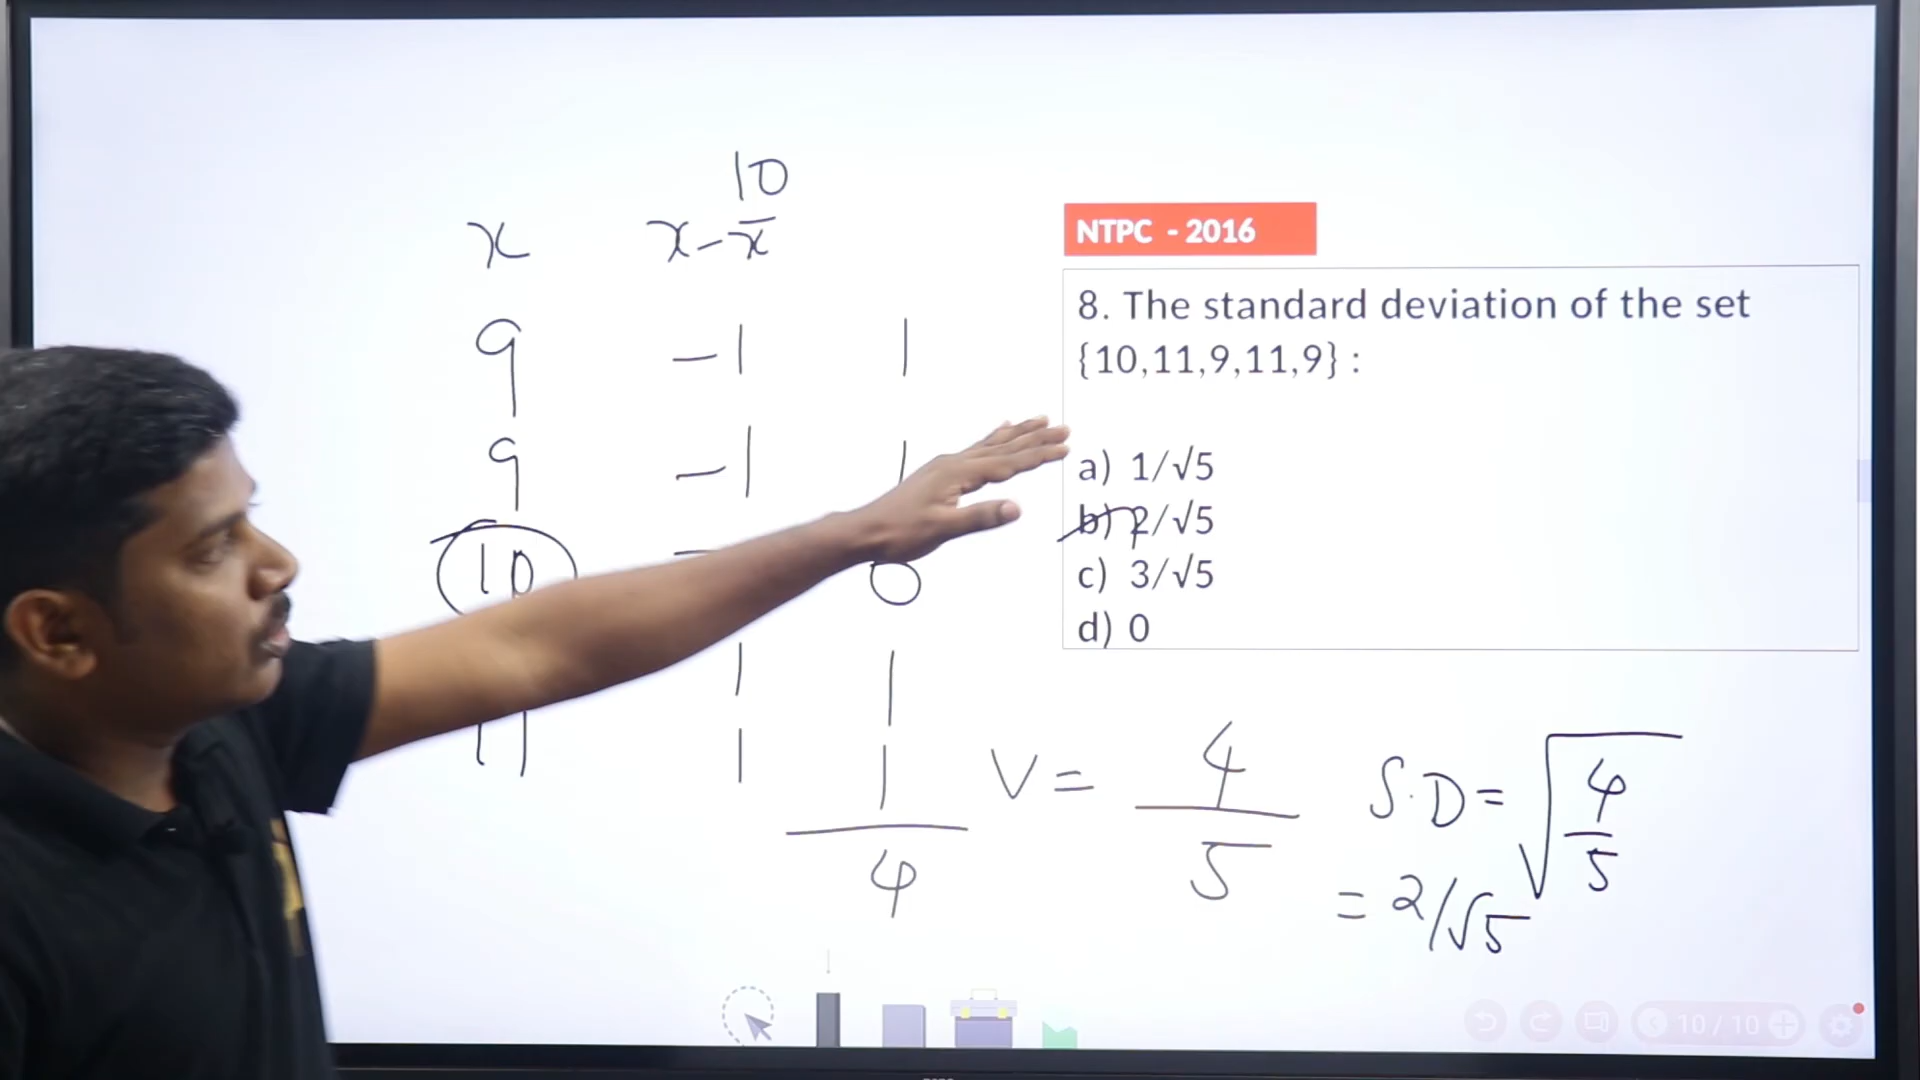 10
x x-x̄
9 -1 1
9 -1 1
10 0
1 1
11 1 1
4
V = 4/5
S.D = √4/5
= 2/√5
NTPC - 2016
8. The standard deviation of the set
{10,11,9,11,9} :
a) 1/√5
b) 2/√5
c) 3/√5
d) 0
10 / 10